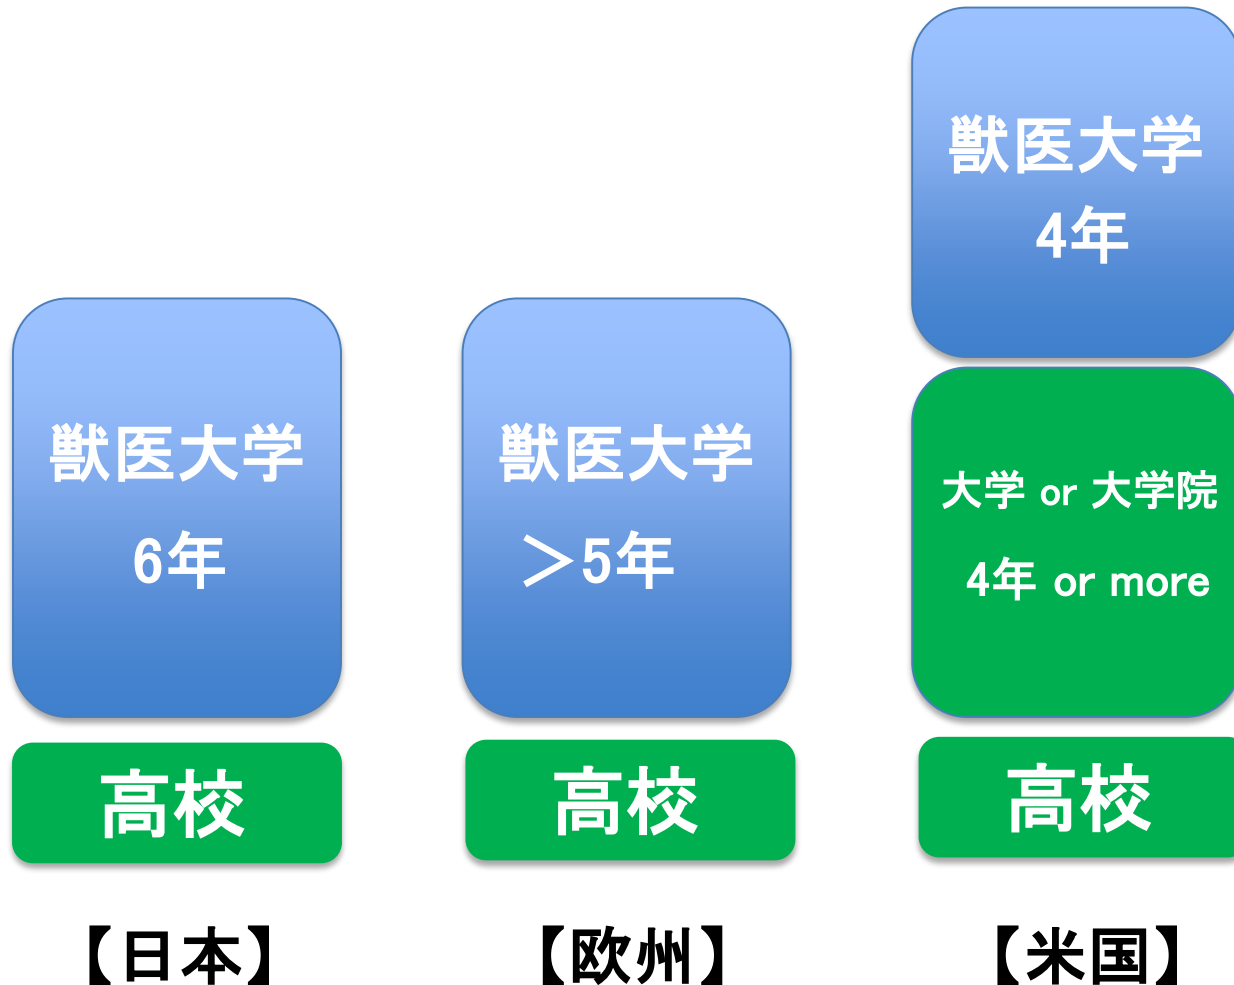 獣医大学
6年
高校
【日本】
獣医大学
＞5年
高校
【欧州】
獣医大学
4年
大学 or 大学院
4年 or more
高校
【米国】